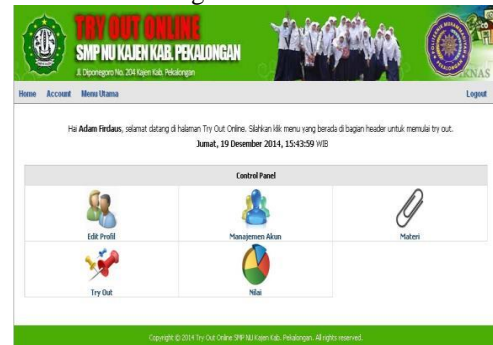 TRY OUT ONLINE
SMP NU KAJEN KAB. PEKALONGAN
Jl. Diponegoro No. 204 Kajen Kab. Pekalongan
KNAS
Home Account Menu Utama Logout
Hai Adam Firdaus, selamat datang di halaman Try Out Online. Silahkan klik menu yang berada di bagian header untuk memulai try out.
Jumat, 19 Desember 2014, 15:43:59 WIB
Control Panel
Edit Profil Manajemen Akun Materi
Try Out Nilai
Copyright © 2014 Try Out Online SMP NU Kajen Kab. Pekalongan. All rights reserved.